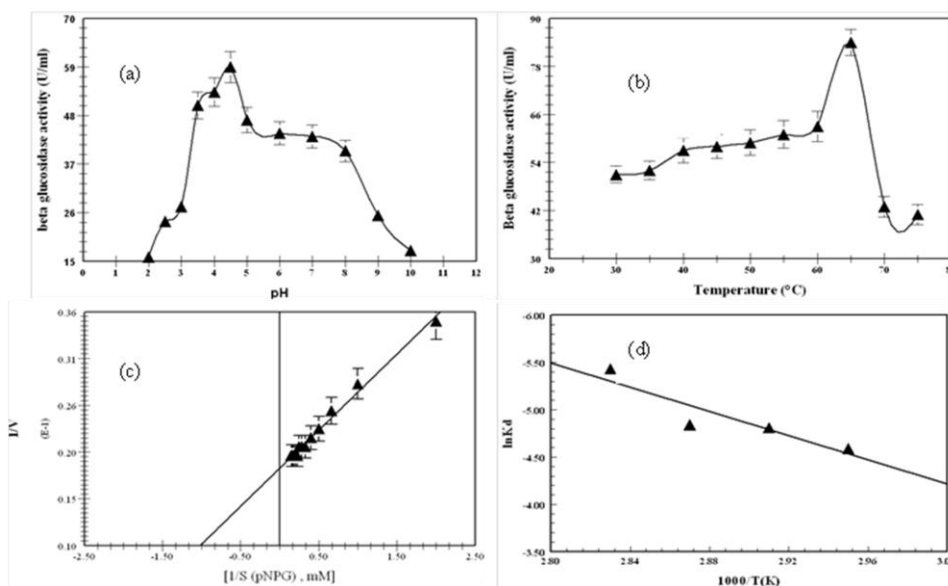 70
59
48
37
26
15
beta glucosidase activity (U/ml)
(a)
0 1 2 3 4 5 6 7 8 9 10 11 12
pH
90
78
66
54
42
30
Beta glucosidase activity (U/ml)
(b)
20 30 40 50 60 70
Temperature (°C)
0.36
0.31
0.26
0.20
0.15
0.10
1/V
(E-1)
(c)
-2.50 -1.50 -0.50 0.50 1.50 2.50
[1/S (pNPG) , mM]
-6.00
-5.50
-5.00
-4.50
-4.00
-3.50
lnKd
(d)
2.80 2.84 2.88 2.92 2.96
1000/T(K)